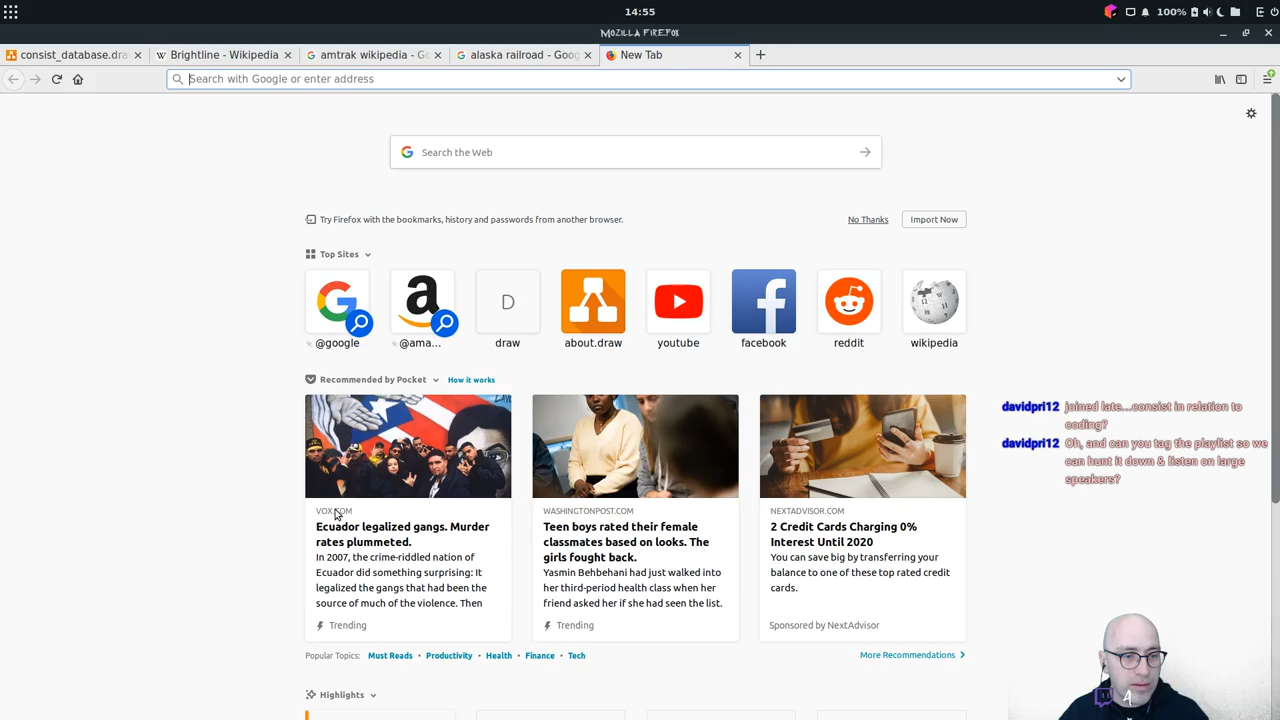 14:55
100%
Mozilla Firefox
consist_database.dra
Brightline - Wikipedia
amtrak wikipedia - Go
alaska railroad - Goog
New Tab
Search with Google or enter address
Search the Web
Try Firefox with the bookmarks, history and passwords from another browser.
No Thanks
Import Now
Top Sites
D
@google
@ama...
draw
about.draw
youtube
facebook
reddit
wikipedia
Recommended by Pocket
How it works
VOX.COM
Ecuador legalized gangs. Murder
rates plummeted.
In 2007, the crime-riddled nation of
Ecuador did something surprising: It
legalized the gangs that had been the
source of much of the violence. Then
Trending
WASHINGTONPOST.COM
Teen boys rated their female
classmates based on looks. The
girls fought back.
Yasmin Behbehani had just walked into
her third-period health class when her
friend asked her if she had seen the list.
Trending
NEXTADVISOR.COM
2 Credit Cards Charging 0%
Interest Until 2020
You can save big by transferring your
balance to one of these top rated credit
cards.
Sponsored by NextAdvisor
Popular Topics: Must Reads • Productivity • Health • Finance • Tech
More Recommendations
Highlights
davidpri12 joined late...consist in relation to
coding?
davidpri12 Oh, and can you tag the playlist so we
can hunt it down & listen on large
speakers?